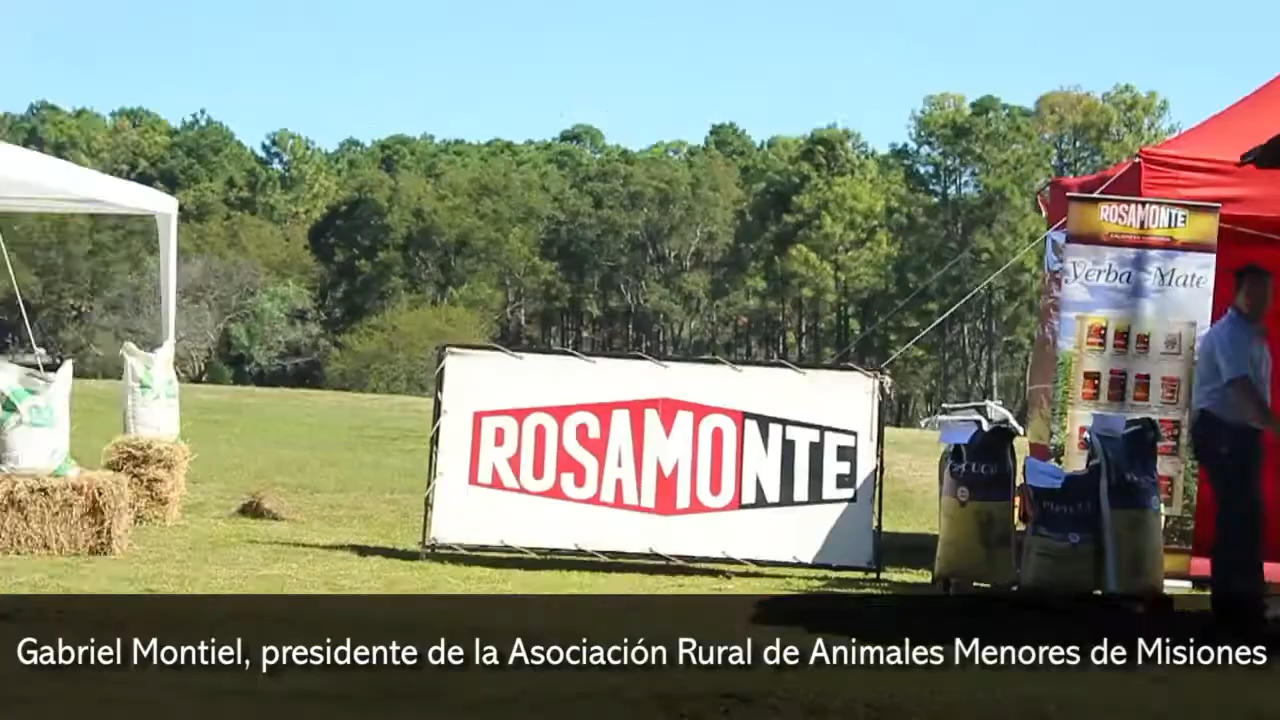 ROSAMONTE
Yerba Mate
ROSAMONTE
Gabriel Montiel, presidente de la Asociación Rural de Animales Menores de Misiones